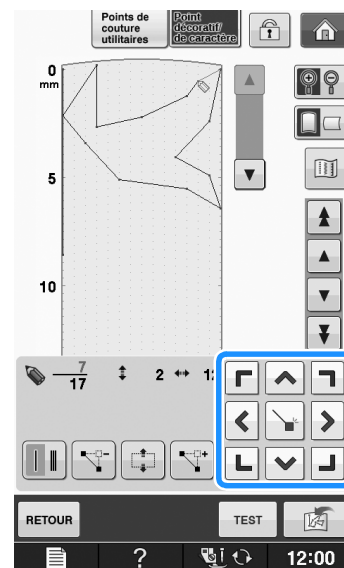 Points de
couture
utilitaires
Point
décoratif/
de caractère
0
mm
5
10
7
17
2
RETOUR
TEST
?
12:00